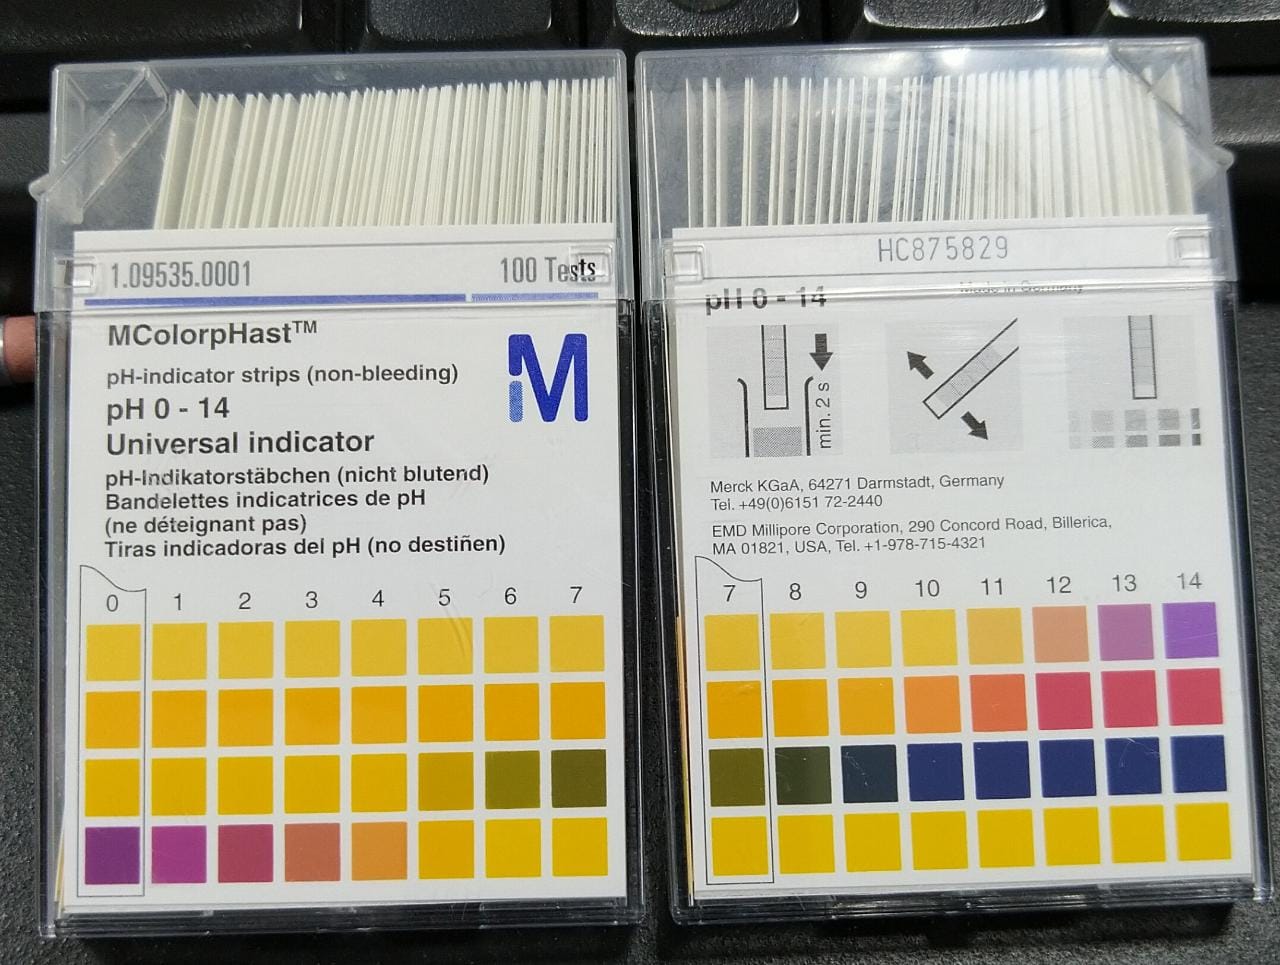 1.09535.0001 100 Tests
MColorpHast™
pH-indicator strips (non-bleeding)
pH 0 - 14
Universal indicator
pH-Indikatorstäbchen (nicht blutend)
Bandelettes indicatrices de pH
(ne déteignant pas)
Tiras indicadoras del pH (no destiñen)
0 1 2 3 4 5 6 7
HC875829
pH 0 - 14 Made in Germany
min. 2 s
Merck KGaA, 64271 Darmstadt, Germany
Tel. +49(0)6151 72-2440
EMD Millipore Corporation, 290 Concord Road, Billerica,
MA 01821, USA, Tel. +1-978-715-4321
7 8 9 10 11 12 13 14